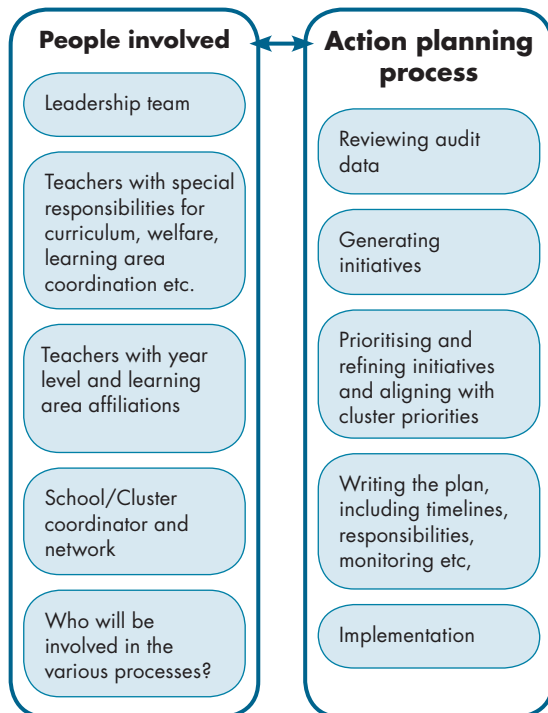 People involved
Leadership team
Teachers with special
responsibilities for
curriculum, welfare,
learning area
coordination etc.
Teachers with year
level and learning
area affiliations
School/Cluster
coordinator and
network
Who will be
involved in the
various processes?
Action planning
process
Reviewing audit
data
Generating
initiatives
Prioritising and
refining initiatives
and aligning with
cluster priorities
Writing the plan,
including timelines,
responsibilities,
monitoring etc,
Implementation